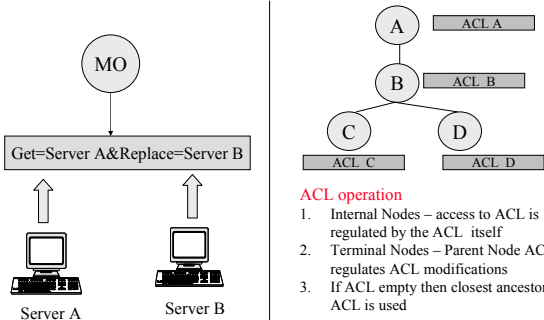 MO
Get=Server A&Replace=Server B
Server A
Server B
A
ACL A
B
ACL B
C
D
ACL C
ACL D
ACL operation
1. Internal Nodes – access to ACL is
regulated by the ACL itself
2. Terminal Nodes – Parent Node AC
regulates ACL modifications
3. If ACL empty then closest ancestor
ACL is used